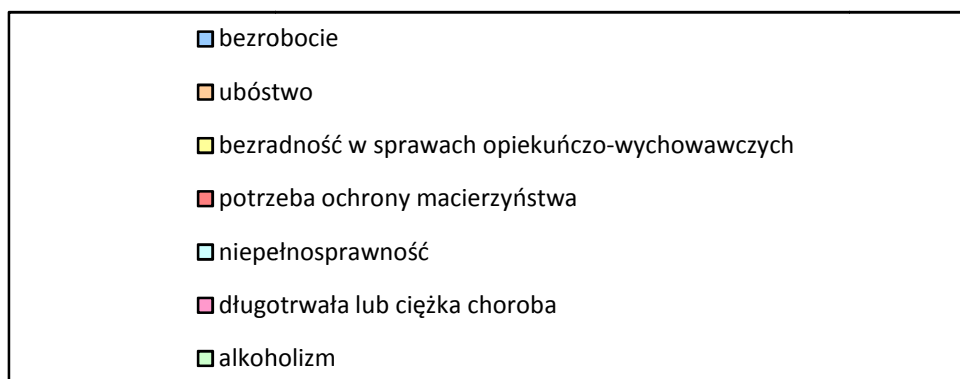 bezrobocie
ubóstwo
bezradność w sprawach opiekuńczo-wychowawczych
potrzeba ochrony macierzyństwa
niepełnosprawność
długotrwała lub ciężka choroba
alkoholizm